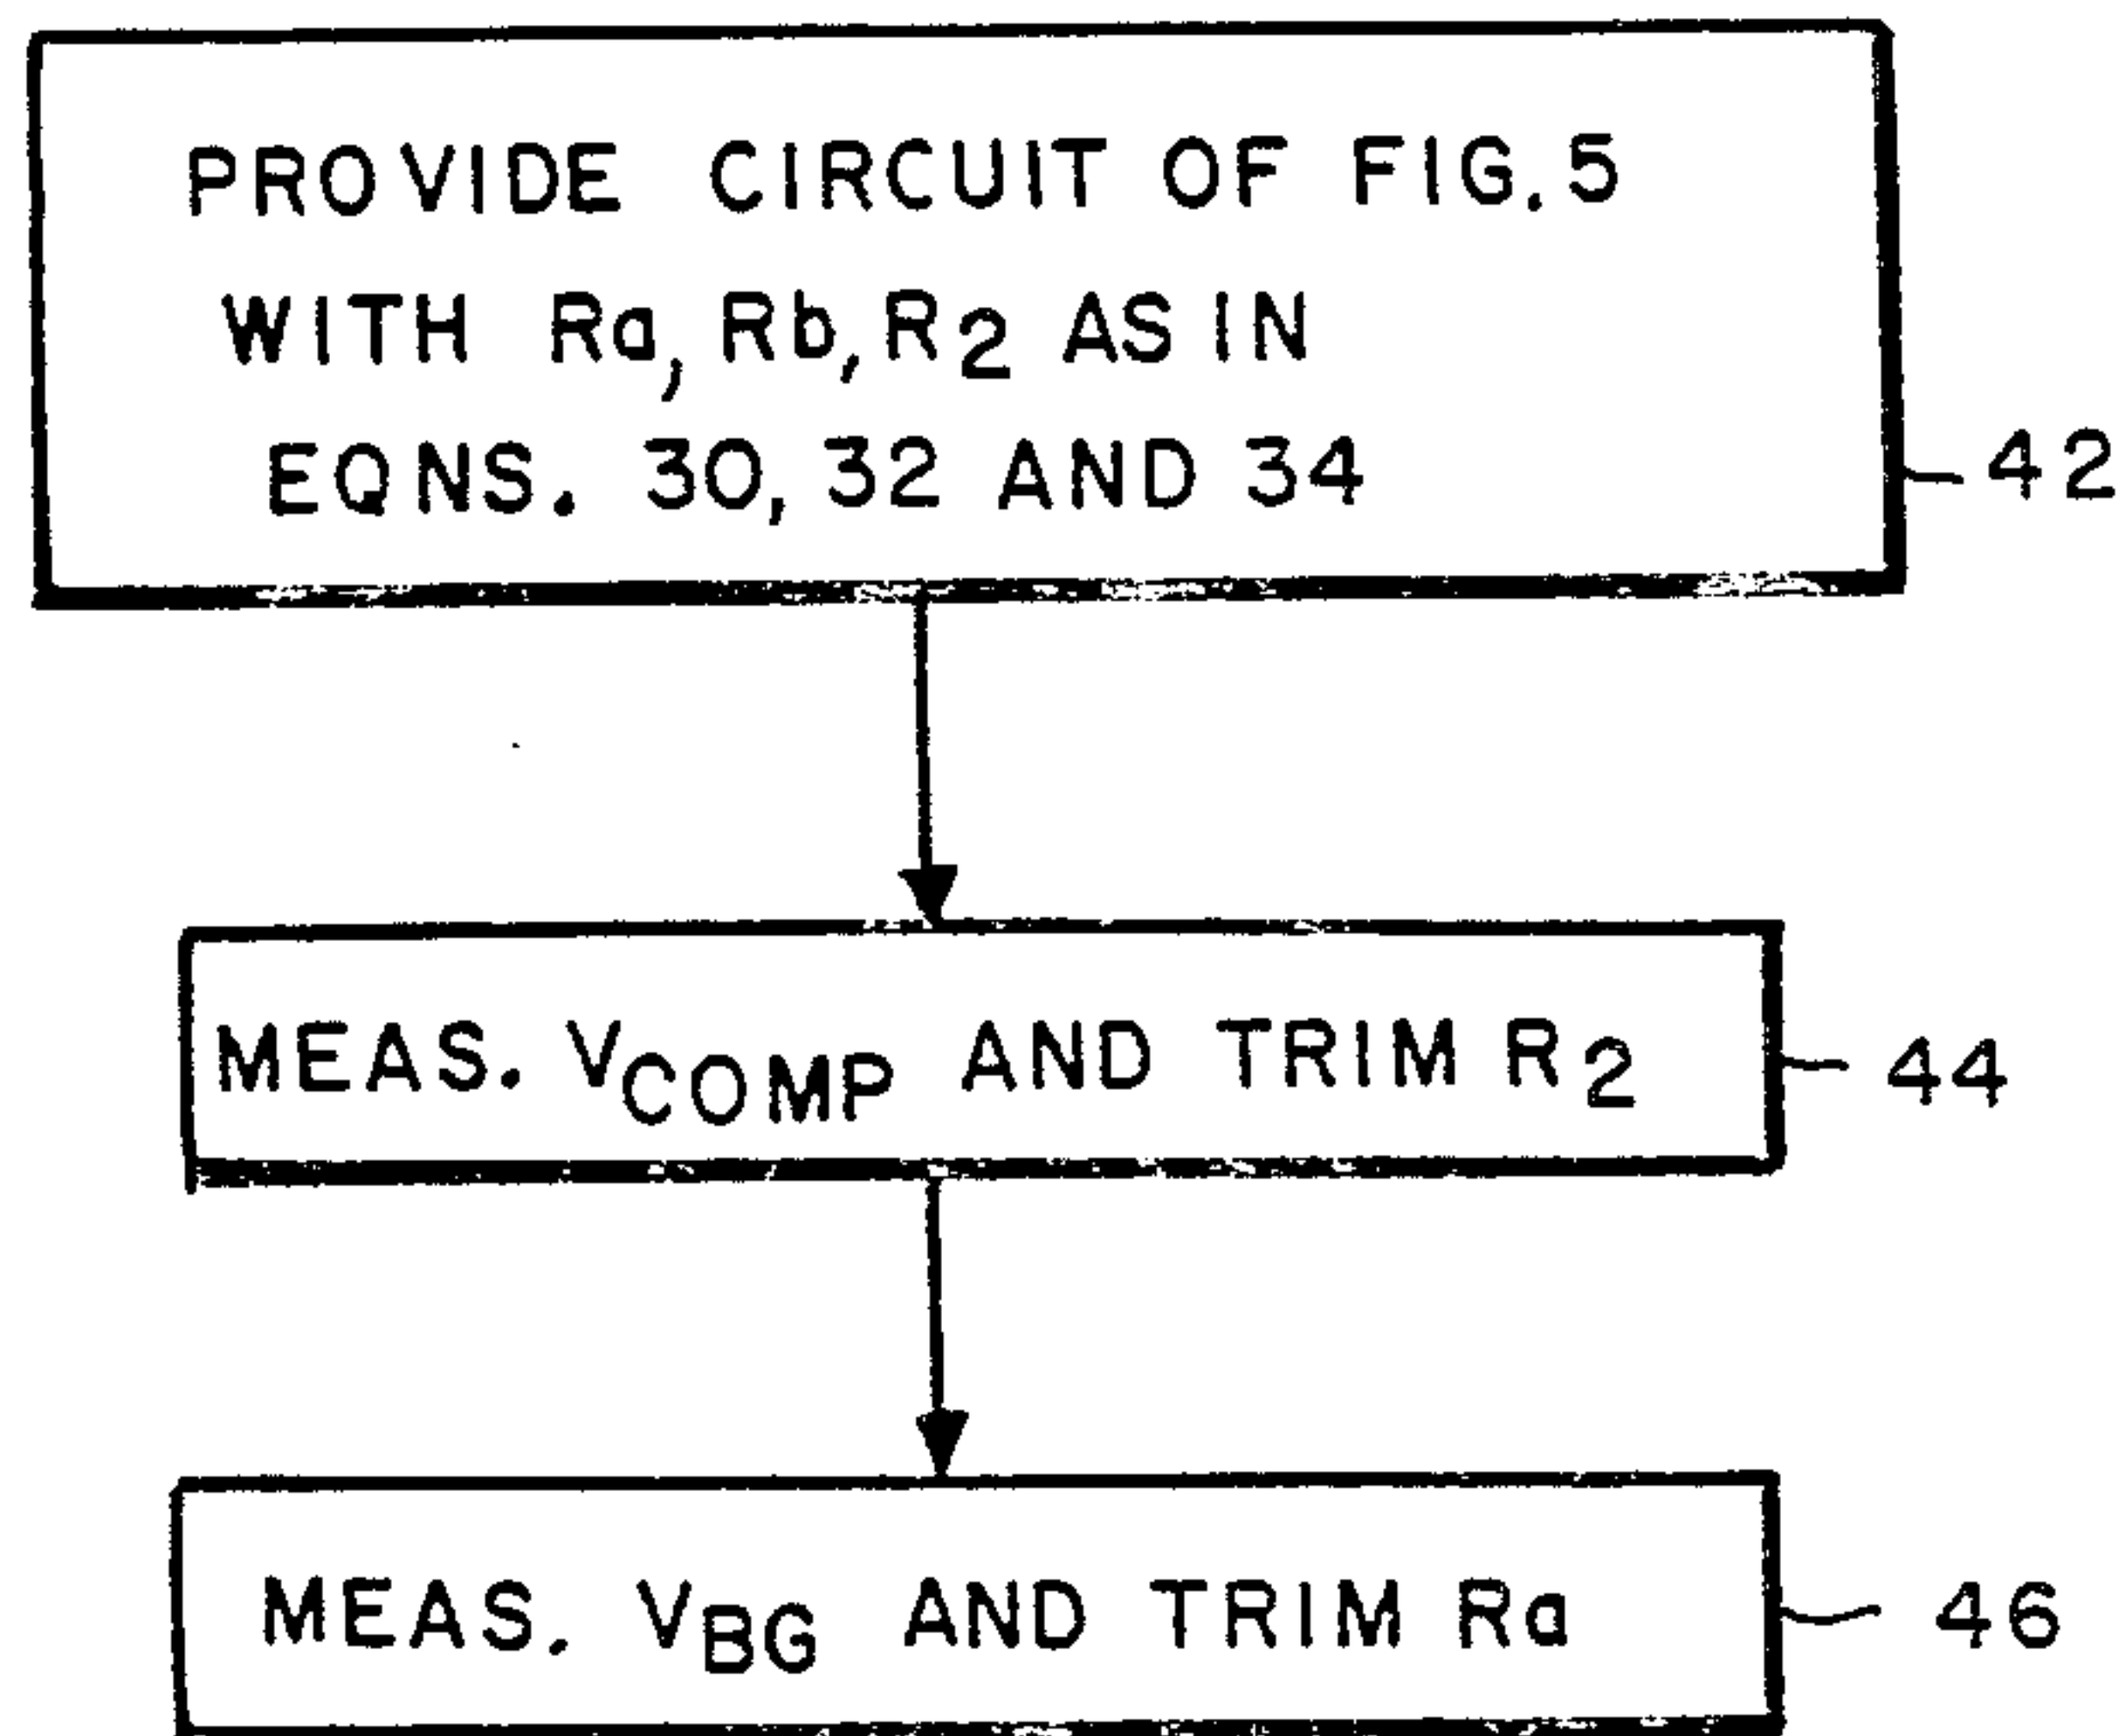 PROVIDE CIRCUIT OF FIG. 5
WITH Ra, Rb, R2 AS IN
EQNS. 30, 32 AND 34
42
MEAS. VCOMP AND TRIM R2
44
MEAS. VBG AND TRIM Ra
46